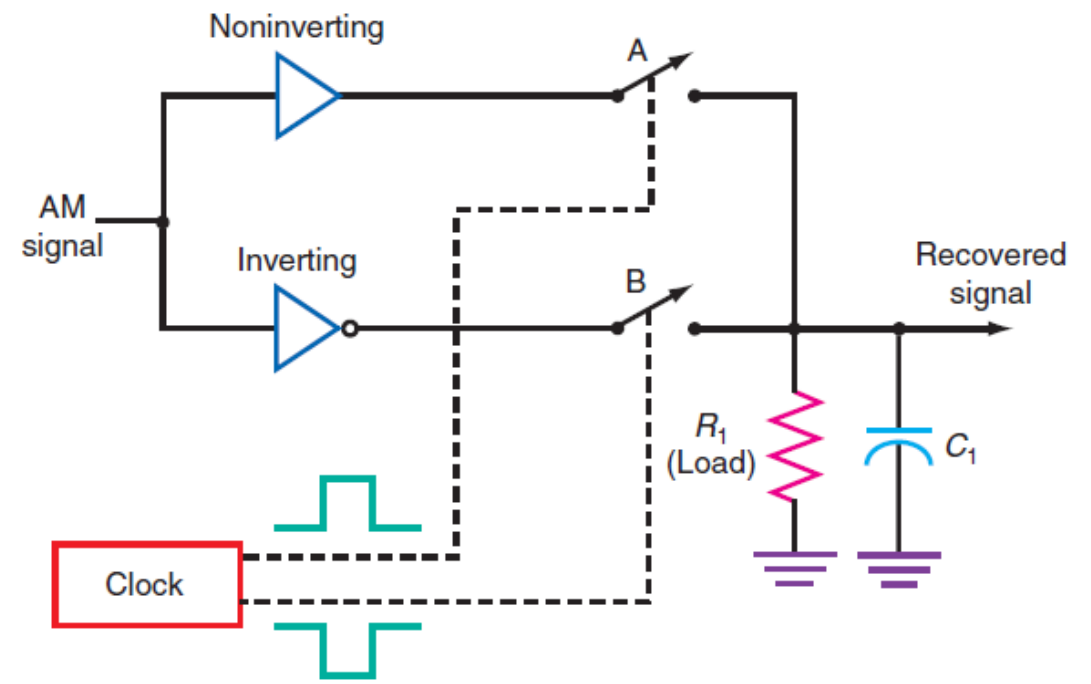 Noninverting
A
AM
signal
Inverting
B
Recovered
signal
R₁
(Load)
C₁
Clock